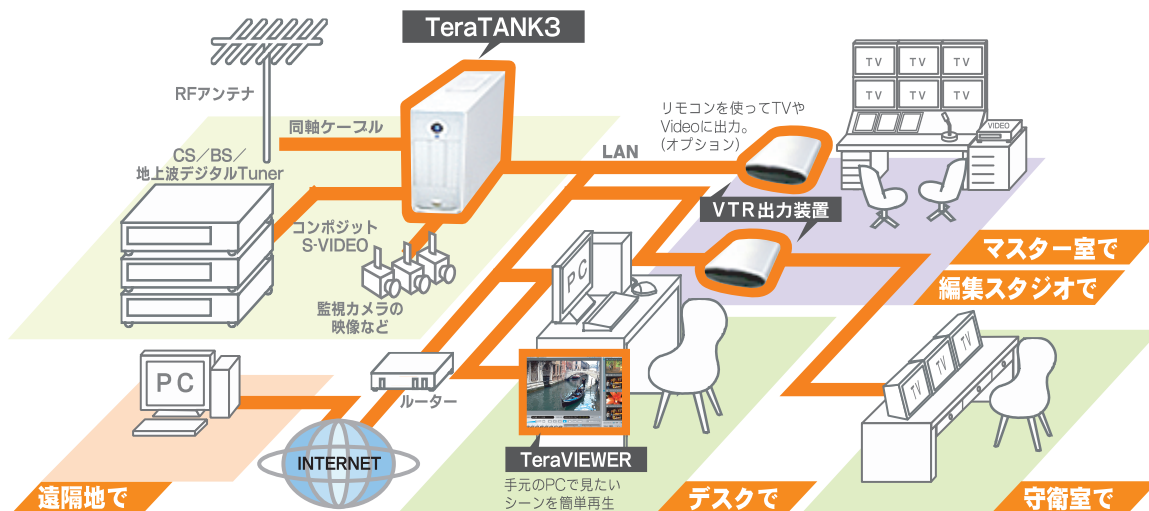 TeraTANK3
RFアンテナ
同軸ケーブル
CS／BS／
地上波デジタルTuner
コンポジット
S-VIDEO
監視カメラの
映像など
LAN
リモコンを使ってTVや
Videoに出力。
（オプション）
VTR出力装置
TV TV TV
TV TV TV
VIDEO
マスター室で
編集スタジオで
PC
TeraVIEWER
手元のPCで見たい
シーンを簡単再生
デスクで
ルーター
PC
INTERNET
遠隔地で
TV TV TV
守衛室で